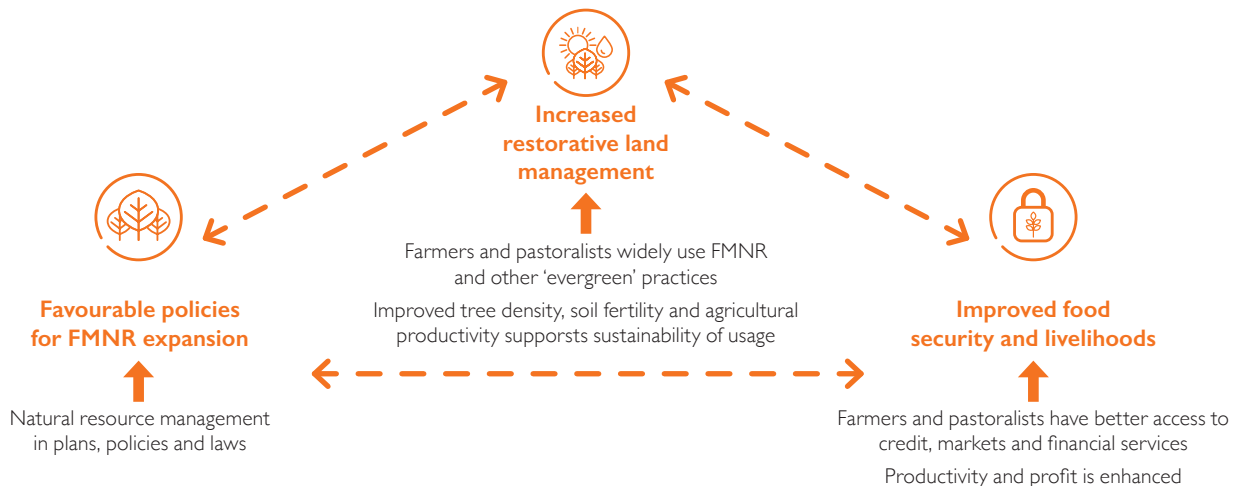 Increased
restorative land
management
Farmers and pastoralists widely use FMNR
and other ‘evergreen’ practices
Improved tree density, soil fertility and agricultural
productivity supporsts sustainability of usage
Favourable policies
for FMNR expansion
Natural resource management
in plans, policies and laws
Improved food
security and livelihoods
Farmers and pastoralists have better access to
credit, markets and financial services
Productivity and profit is enhanced